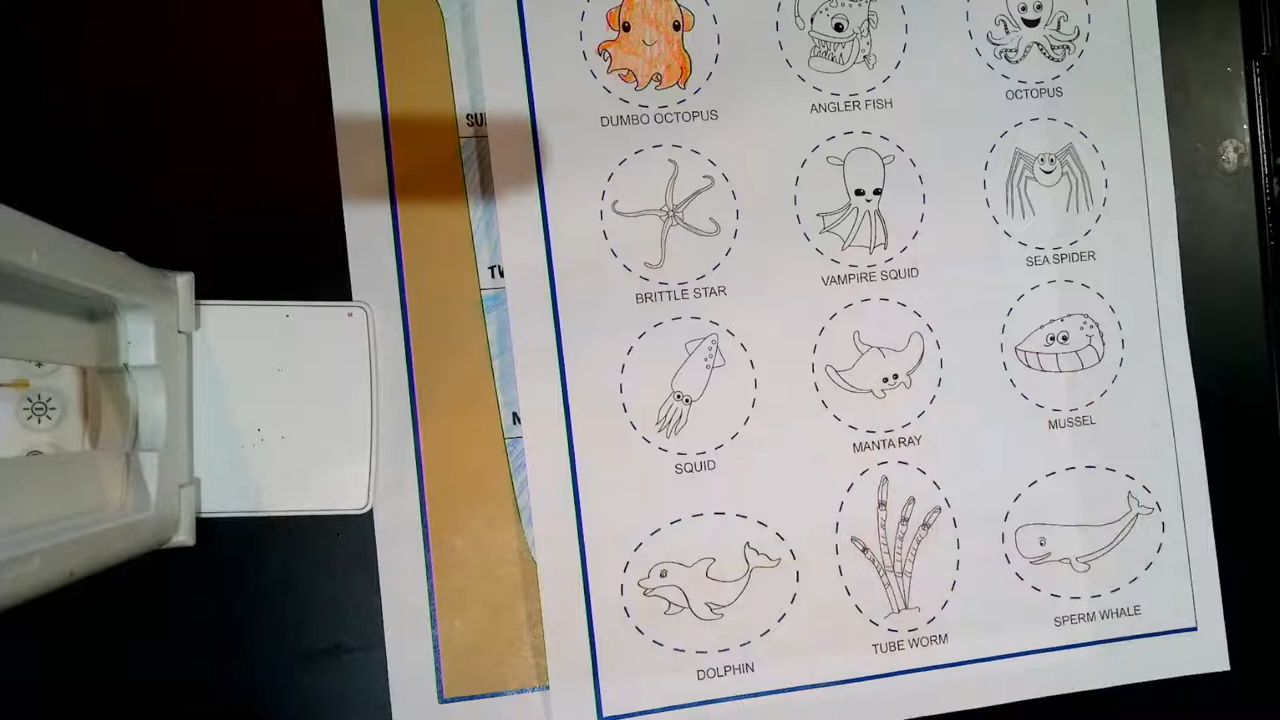 DUMBO OCTOPUS
ANGLER FISH
OCTOPUS
BRITTLE STAR
VAMPIRE SQUID
SEA SPIDER
SQUID
MANTA RAY
MUSSEL
DOLPHIN
TUBE WORM
SPERM WHALE